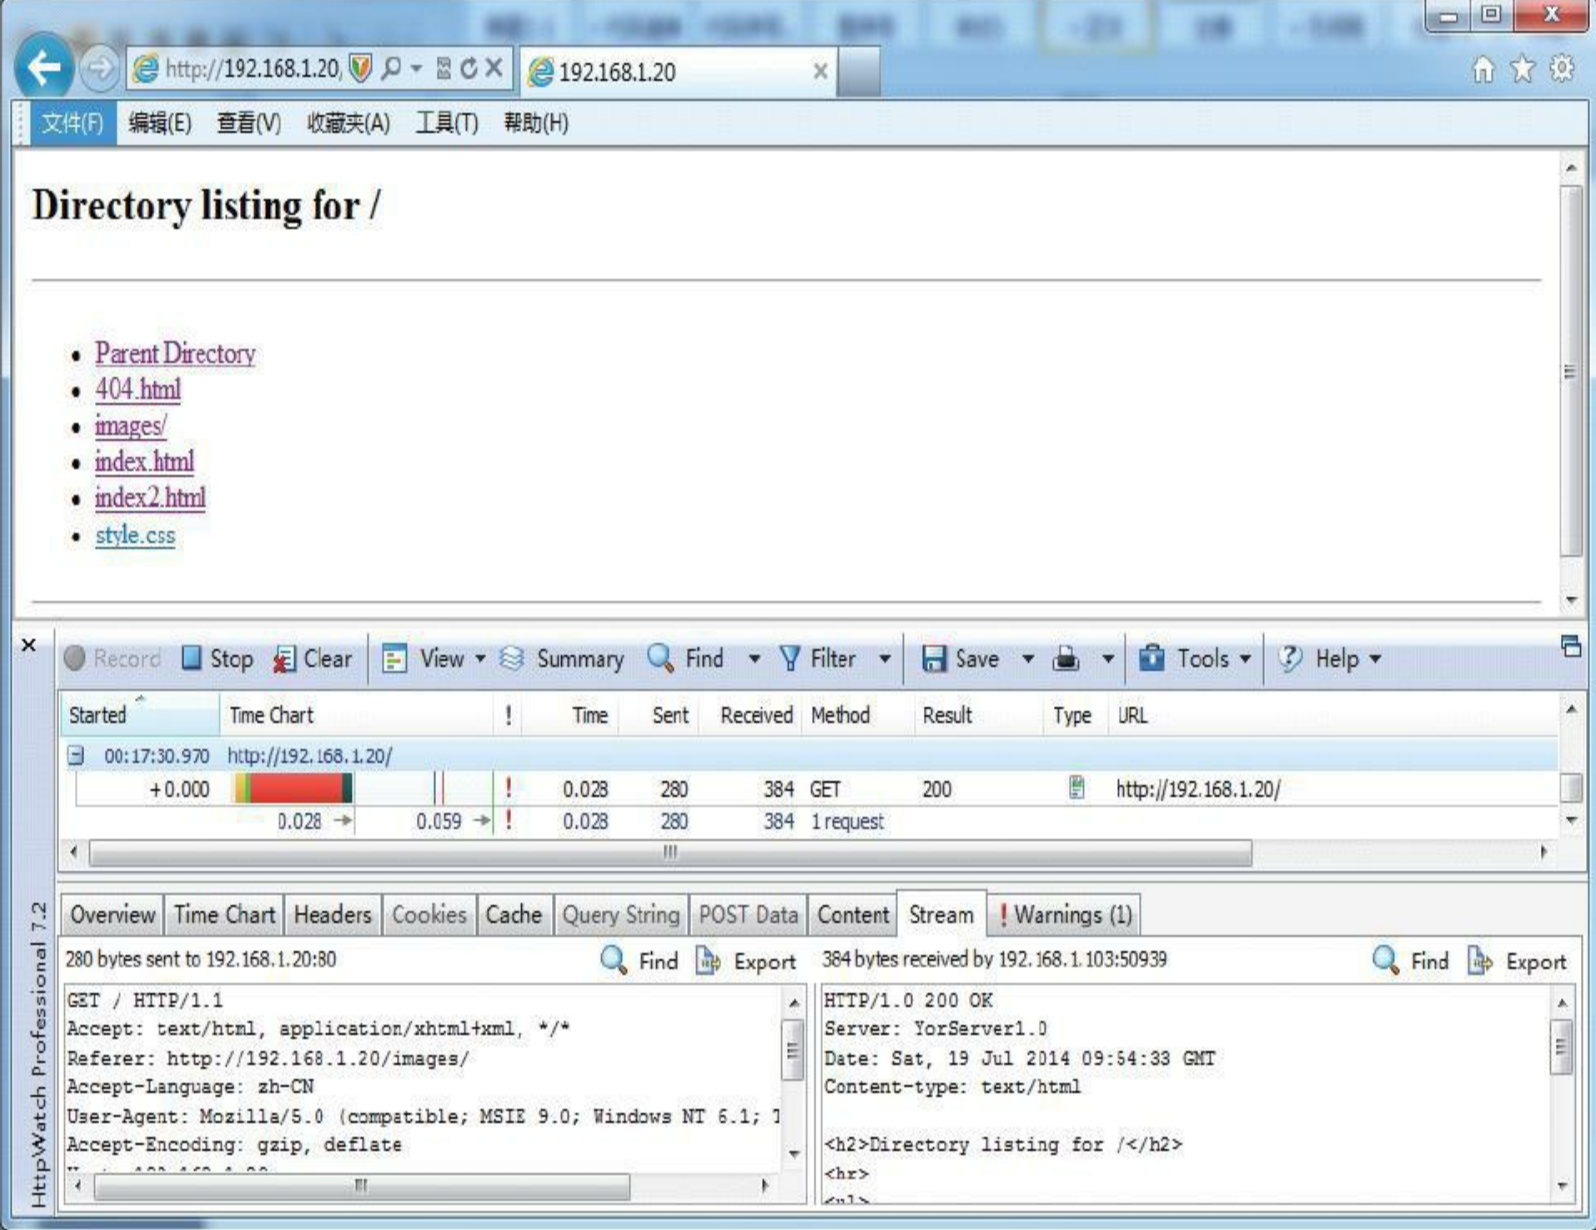 http://192.168.1.20
192.168.1.20
文件(F) 编辑(E) 查看(V) 收藏夹(A) 工具(T) 帮助(H)
Directory listing for /
Parent Directory
404.html
images/
index.html
index2.html
style.css
Record Stop Clear View Summary Find Filter Save Tools Help
Started Time Chart ! Time Sent Received Method Result Type URL
00:17:30.970 http://192.168.1.20/
+0.000 ! 0.028 280 384 GET 200 http://192.168.1.20/
0.028 0.059 ! 0.028 280 384 1 request
Overview Time Chart Headers Cookies Cache Query String POST Data Content Stream ! Warnings (1)
280 bytes sent to 192.168.1.20:80 Find Export
GET / HTTP/1.1
Accept: text/html, application/xhtml+xml, */*
Referer: http://192.168.1.20/images/
Accept-Language: zh-CN
User-Agent: Mozilla/5.0 (compatible; MSIE 9.0; Windows NT 6.1;
Accept-Encoding: gzip, deflate
384 bytes received by 192.168.1.103:50939 Find Export
HTTP/1.0 200 OK
Server: YorServer1.0
Date: Sat, 19 Jul 2014 09:54:33 GMT
Content-type: text/html
<h2>Directory listing for /</h2>
<hr>
<ul>
HttpWatch Professional 7.2